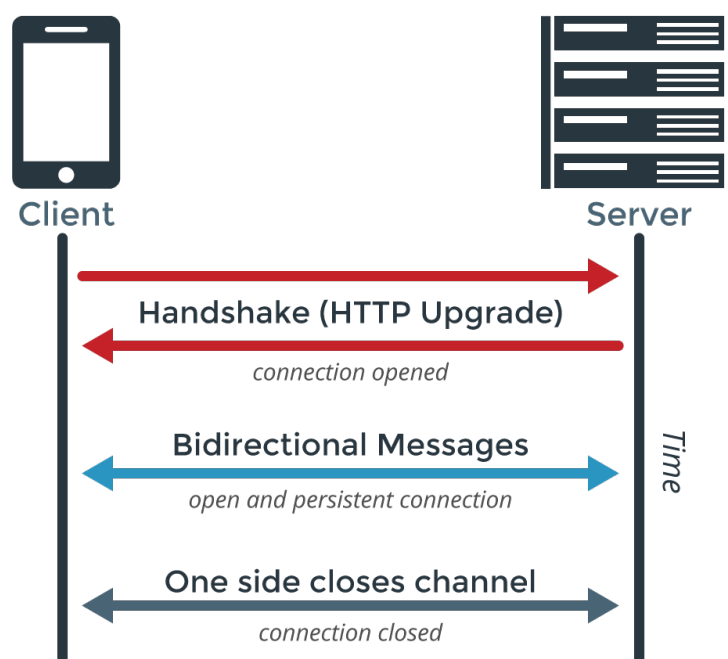 Client
Server
Handshake (HTTP Upgrade)
connection opened
Bidirectional Messages
open and persistent connection
Time
One side closes channel
connection closed